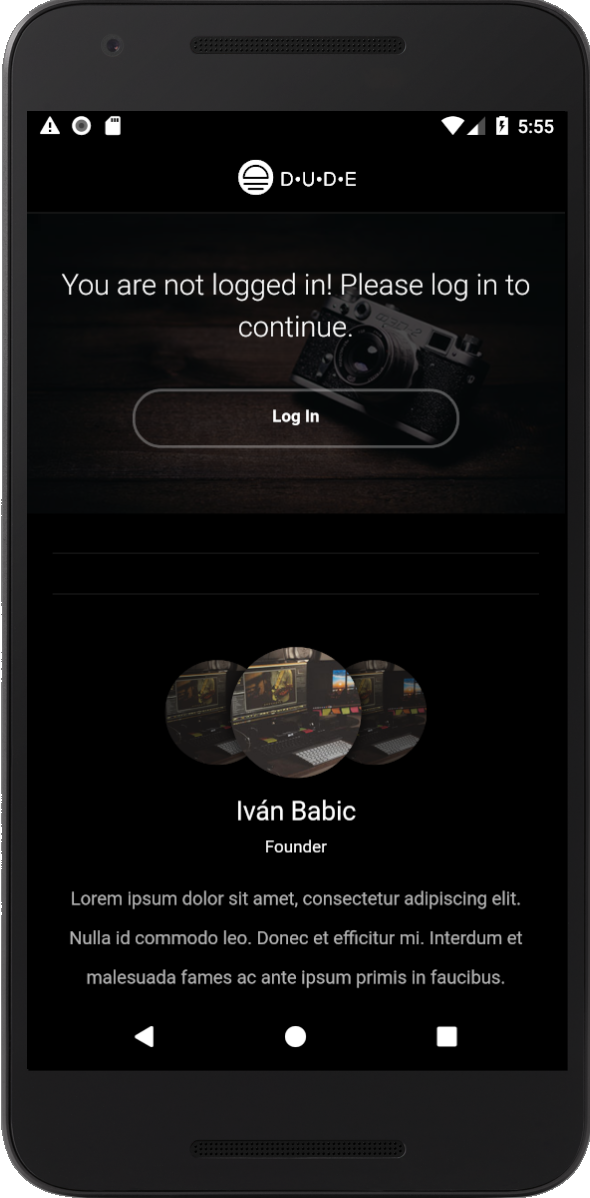 5:55
D•U•D•E
You are not logged in! Please log in to
continue.
Log In
Iván Babic
Founder
Lorem ipsum dolor sit amet, consectetur adipiscing elit.
Nulla id commodo leo. Donec et efficitur mi. Interdum et
malesuada fames ac ante ipsum primis in faucibus.